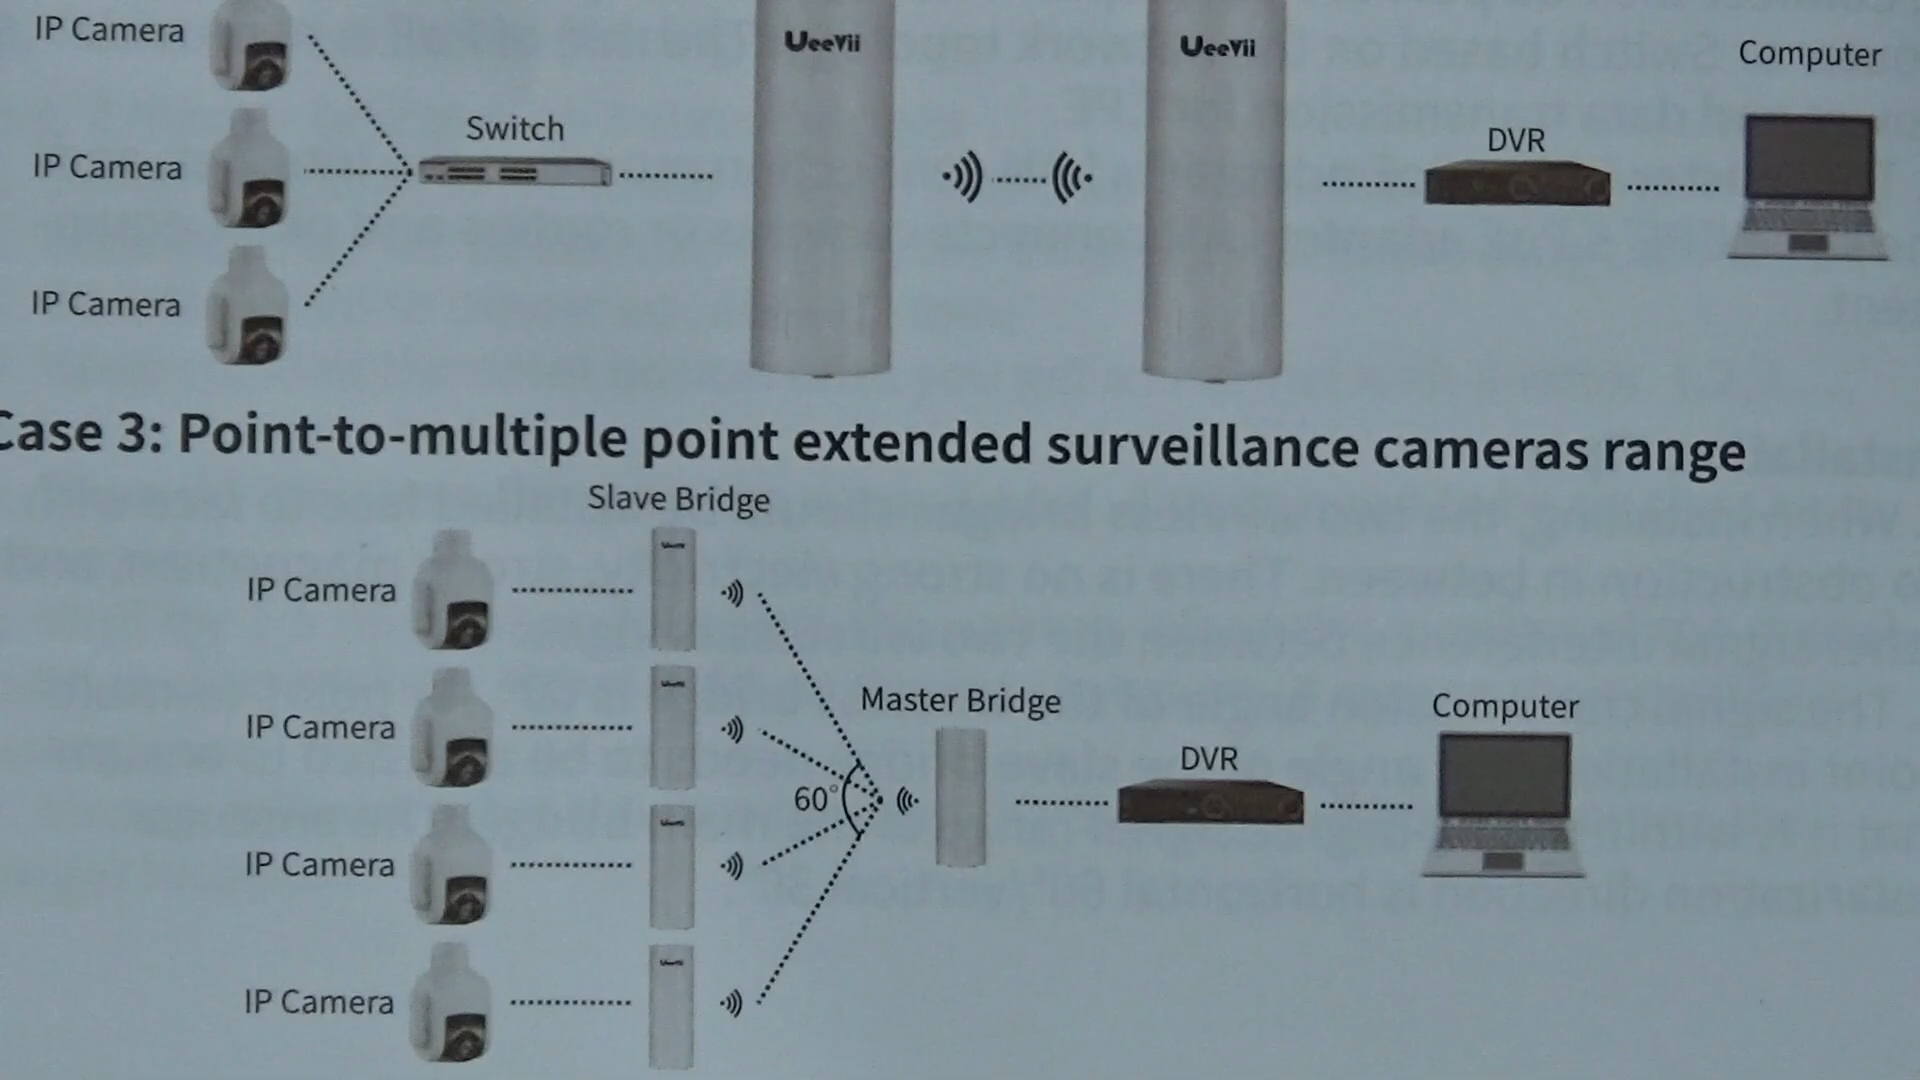 IP Camera
UeeVii
UeeVii
Computer
Switch
DVR
IP Camera
IP Camera
Case 3: Point-to-multiple point extended surveillance cameras range
Slave Bridge
IP Camera
Master Bridge
Computer
IP Camera
DVR
60°
IP Camera
IP Camera